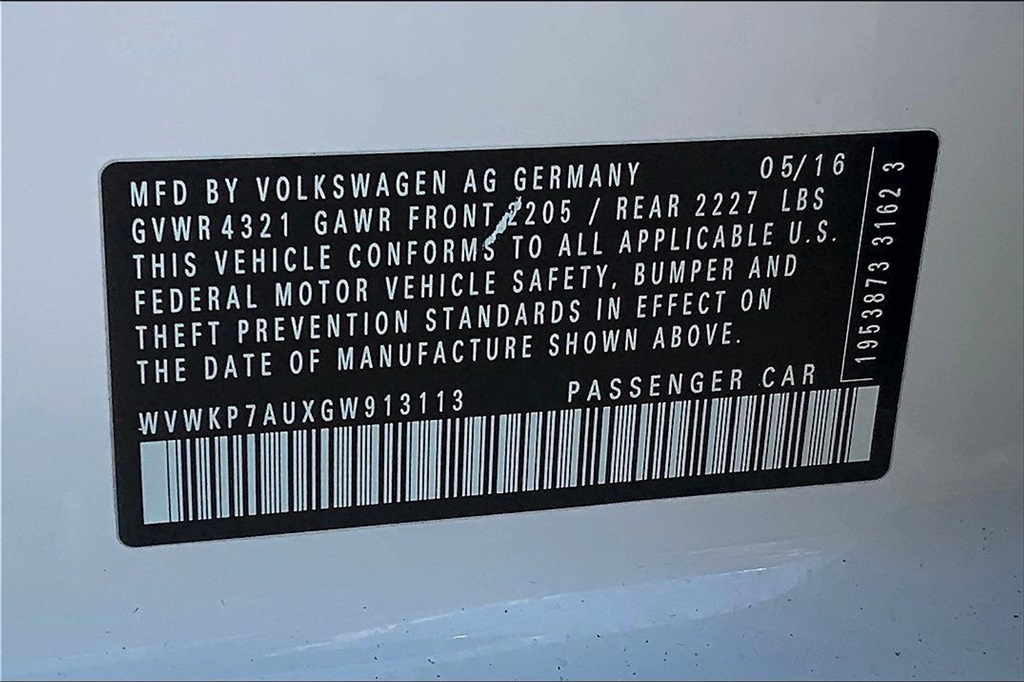 MFD BY VOLKSWAGEN AG GERMANY 05/16
GVWR 4321 GAWR FRONT 2205 / REAR 2227 LBS
THIS VEHICLE CONFORMS TO ALL APPLICABLE U.S.
FEDERAL MOTOR VEHICLE SAFETY, BUMPER AND
THEFT PREVENTION STANDARDS IN EFFECT ON
THE DATE OF MANUFACTURE SHOWN ABOVE.
WVWKP7AUXGW913113 PASSENGER CAR
1953873 3162 3